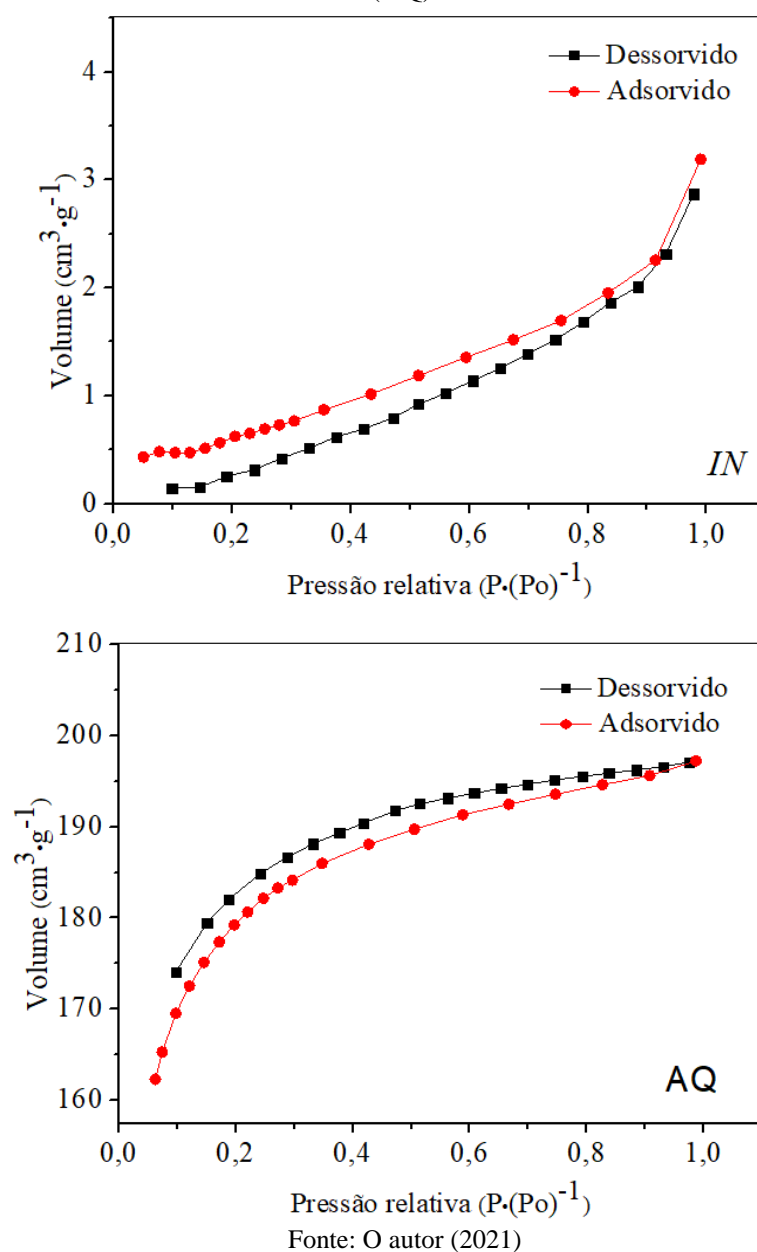 Dessorvido
Adsorvido
4
3
2
1
0
Volume (cm³·g⁻¹)
IN
0,0 0,2 0,4 0,6 0,8 1,0
Pressão relativa (P·(Po)⁻¹)
210
200
190
180
170
160
Volume (cm³·g⁻¹)
Dessorvido
Adsorvido
AQ
0,0 0,2 0,4 0,6 0,8 1,0
Pressão relativa (P·(Po)⁻¹)
Fonte: O autor (2021)